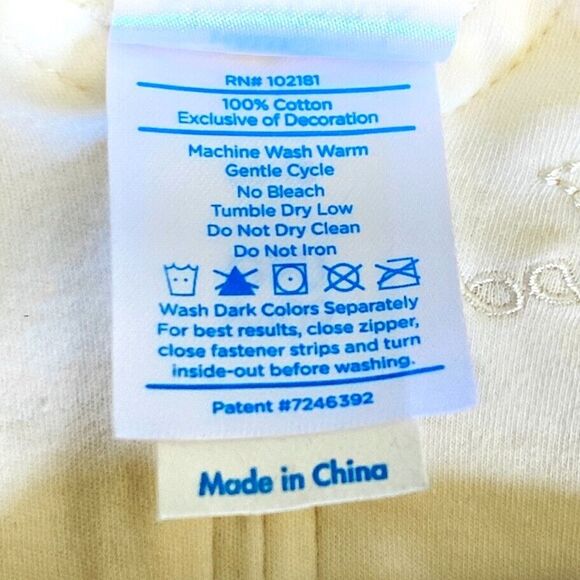 RN# 102181
100% Cotton
Exclusive of Decoration
Machine Wash Warm
Gentle Cycle
No Bleach
Tumble Dry Low
Do Not Dry Clean
Do Not Iron
Wash Dark Colors Separately
For best results, close zipper,
close fastener strips and turn
inside-out before washing.
Patent #7246392
Made in China